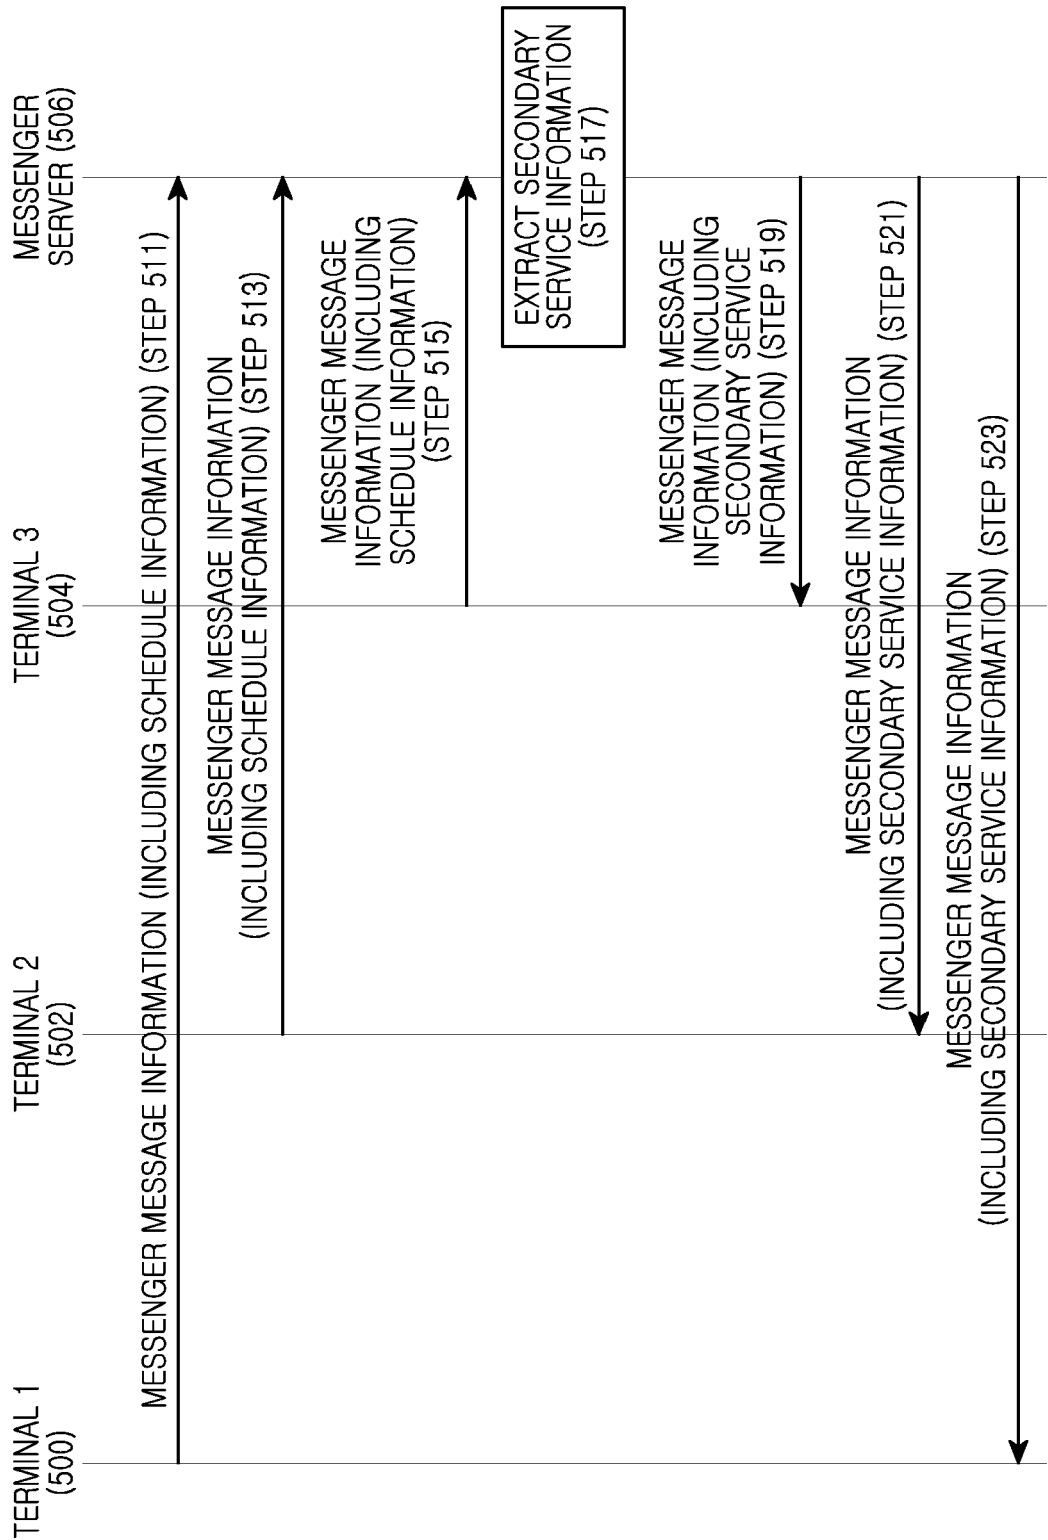 TERMINAL 1
(500)
TERMINAL 2
(502)
TERMINAL 3
(504)
MESSENGER
SERVER (506)
MESSENGER MESSAGE INFORMATION (INCLUDING SCHEDULE INFORMATION) (STEP 511)
MESSENGER MESSAGE INFORMATION
(INCLUDING SCHEDULE INFORMATION) (STEP 513)
MESSENGER MESSAGE
INFORMATION (INCLUDING
SCHEDULE INFORMATION)
(STEP 515)
EXTRACT SECONDARY
SERVICE INFORMATION
(STEP 517)
MESSENGER MESSAGE
INFORMATION (INCLUDING
SECONDARY SERVICE
INFORMATION) (STEP 519)
MESSENGER MESSAGE INFORMATION
(INCLUDING SECONDARY SERVICE INFORMATION) (STEP 521)
MESSENGER MESSAGE INFORMATION
(INCLUDING SECONDARY SERVICE INFORMATION) (STEP 523)